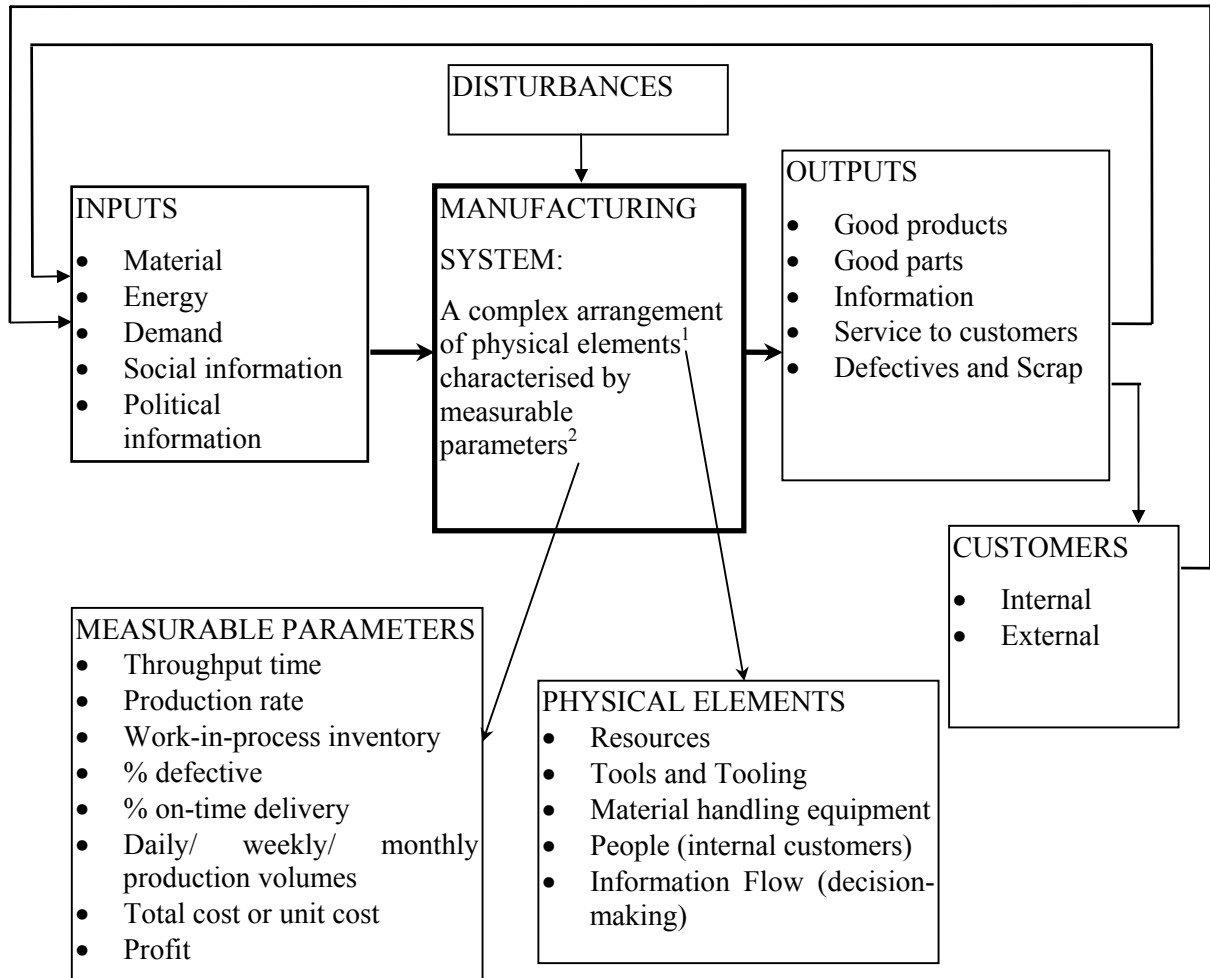 DISTURBANCES
INPUTS
• Material
• Energy
• Demand
• Social information
• Political
information
MANUFACTURING
SYSTEM:
A complex arrangement
of physical elements¹
characterised by
measurable
parameters²
OUTPUTS
• Good products
• Good parts
• Information
• Service to customers
• Defectives and Scrap
CUSTOMERS
• Internal
• External
MEASURABLE PARAMETERS
• Throughput time
• Production rate
• Work-in-process inventory
• % defective
• % on-time delivery
• Daily/ weekly/ monthly
production volumes
• Total cost or unit cost
• Profit
PHYSICAL ELEMENTS
• Resources
• Tools and Tooling
• Material handling equipment
• People (internal customers)
• Information Flow (decision-
making)